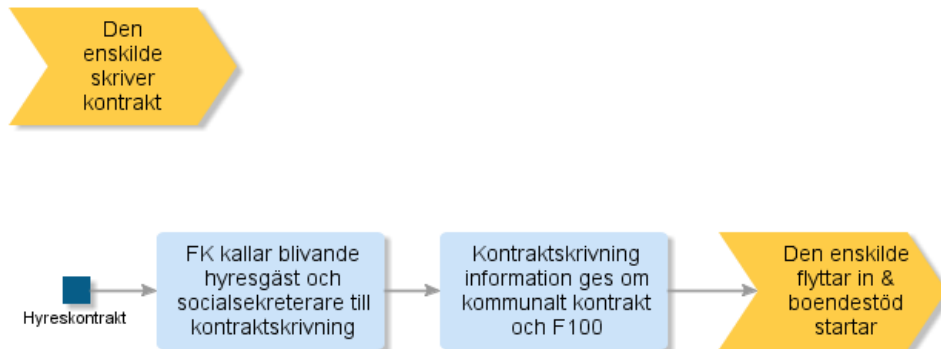 Den
enskilde
skriver
kontrakt
Hyreskontrakt
FK kallar blivande
hyresgäst och
socialsekreterare till
kontraktskrivning
Kontraktskrivning
information ges om
kommunalt kontrakt
och F100
Den enskilde
flyttar in &
boendestöd
startar